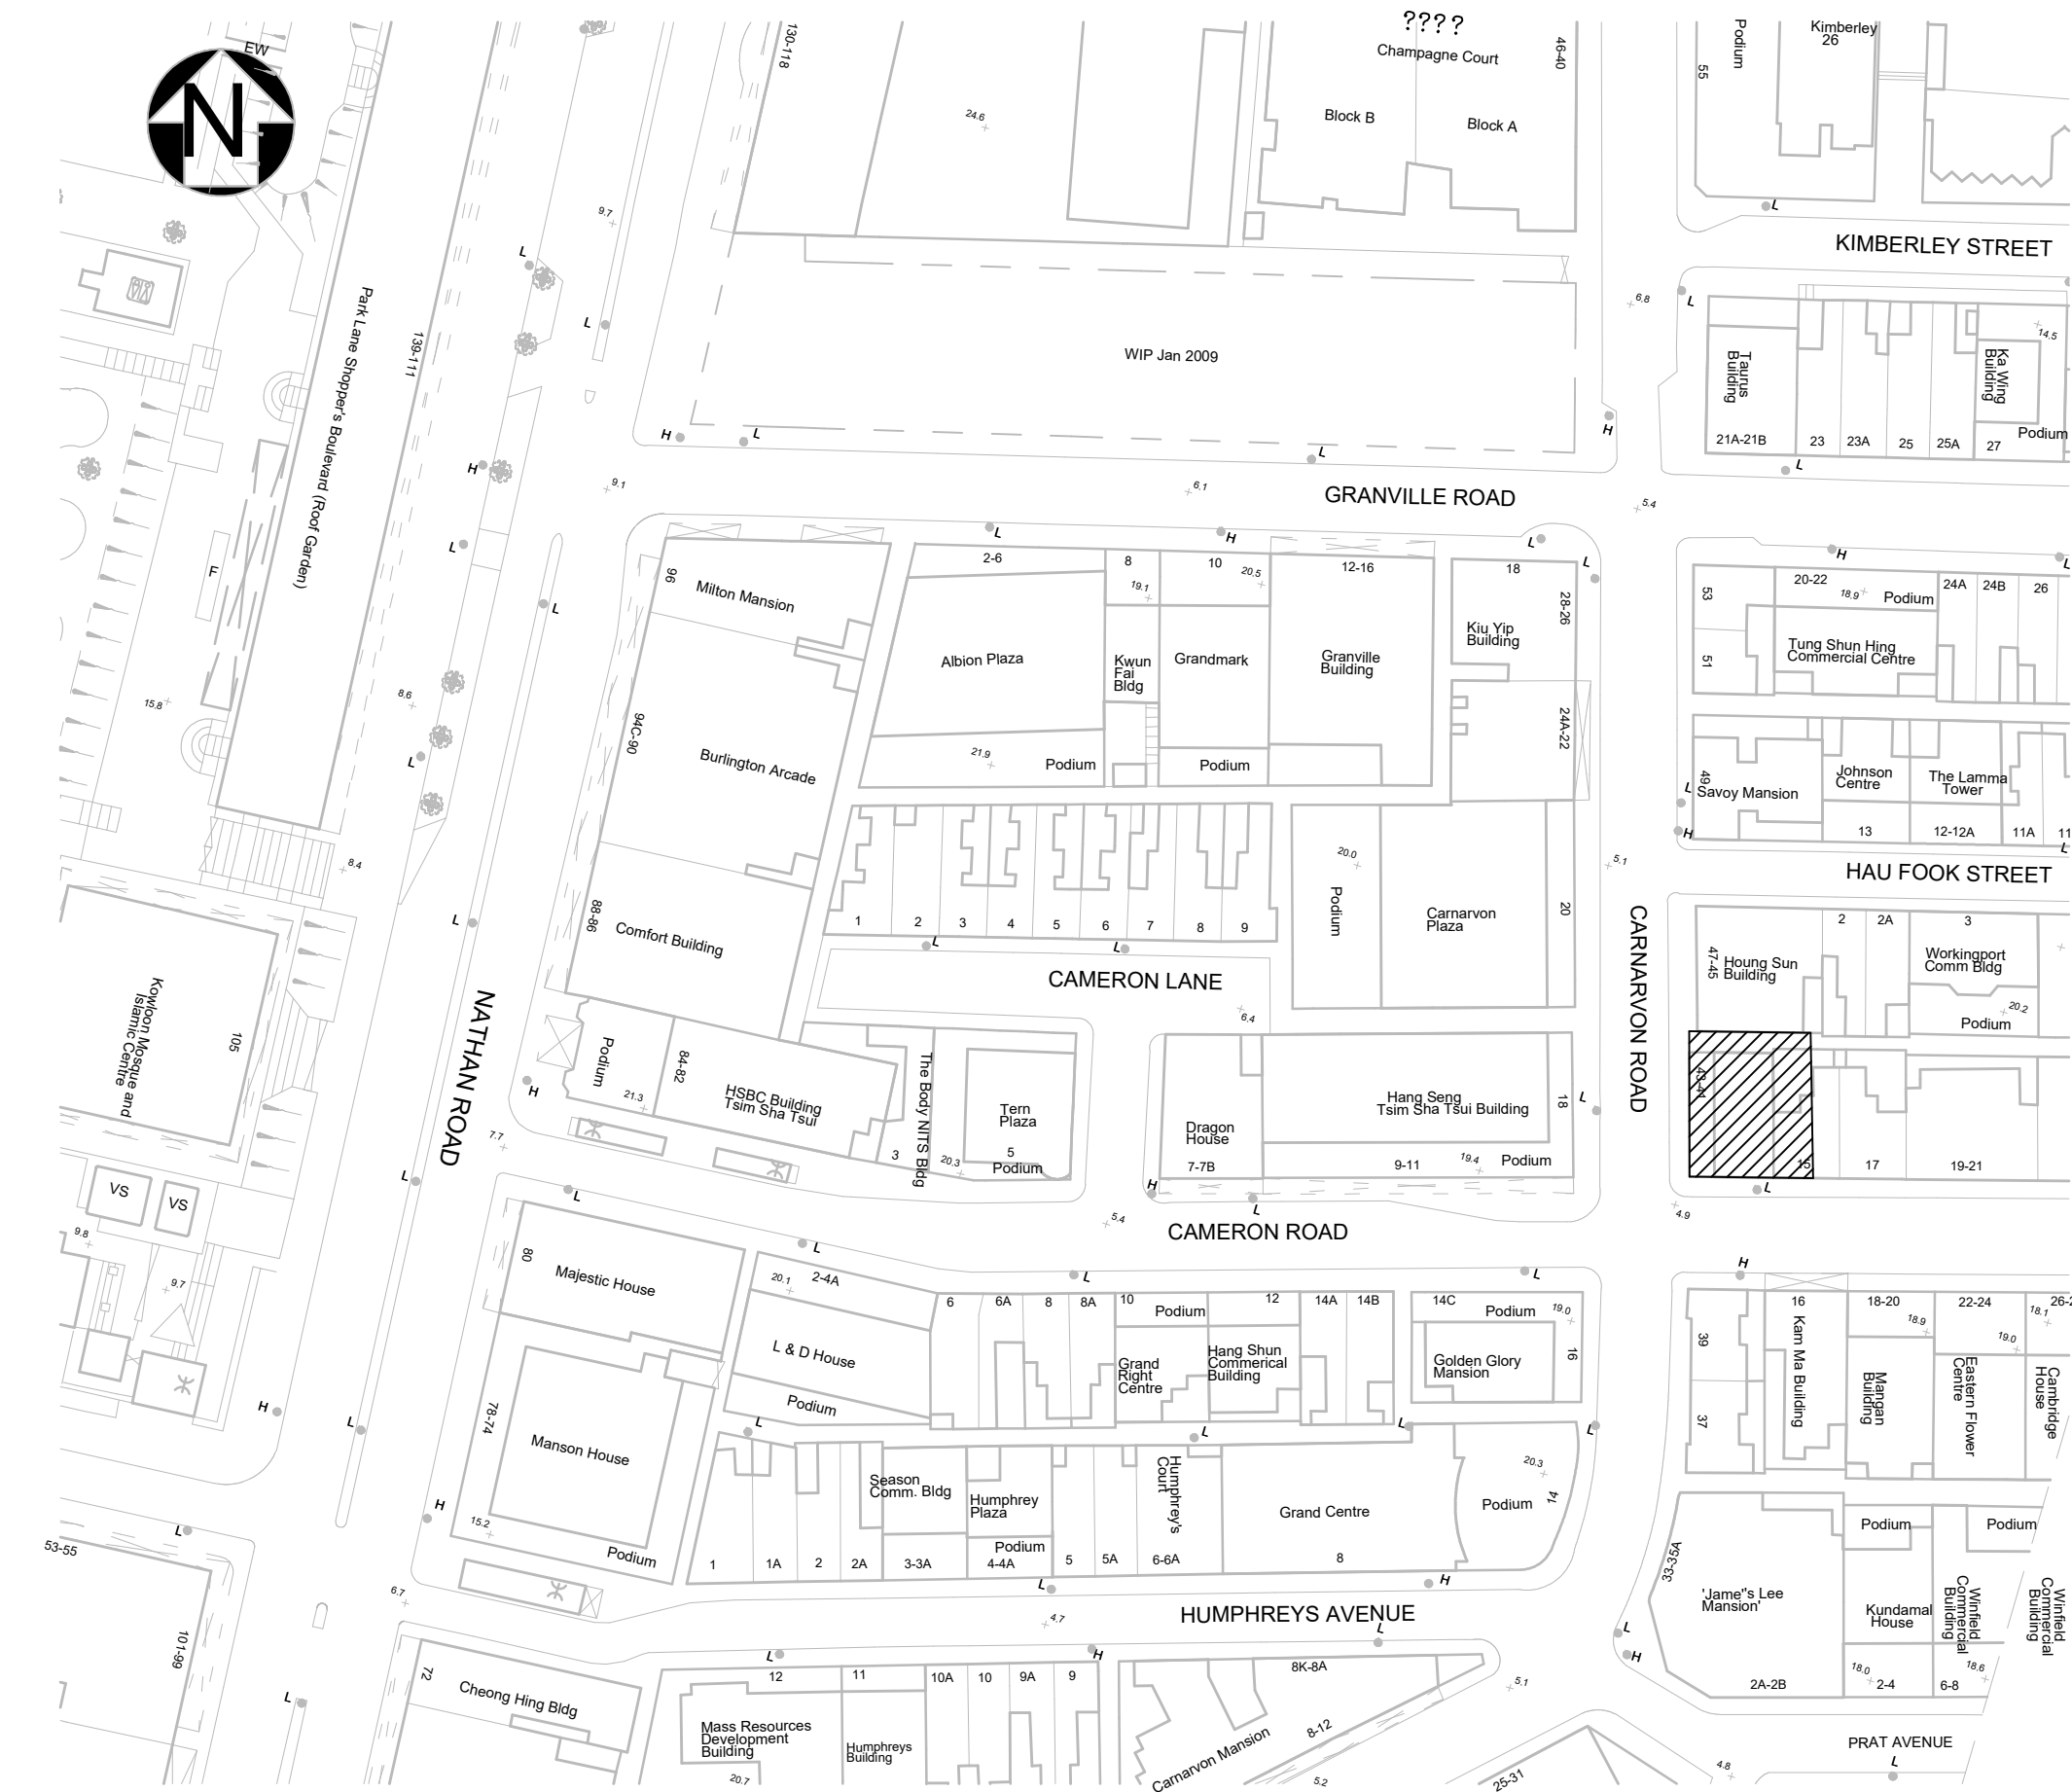 ????
Champagne Court
Block B
Block A
46-40
130-118
24.6
EW
N
9.7
L
L
Podium
55
Kimberley
26
L
KIMBERLEY STREET
6.8
L
14.5
Taurus
Building
Ka Wing
Building
21A-21B
23
23A
25
25A
27
Podium
L
Park Lane Shopper's Boulevard (Roof Garden)
139-111
WIP Jan 2009
H
L
L
H
H
9.1
6.1
GRANVILLE ROAD
5.4
L
F
L
L
H
L
L
H
L
96
Milton Mansion
2-6
8
19.1
10
20.5
12-16
18
28-26
Kiu Yip
Building
Albion Plaza
Kwun
Fai
Bldg
Grandmark
Granville
Building
53
51
20-22
18.9
Podium
24A
24B
26
Tung Shun Hing
Commercial Centre
15.8
8.6
L
94C-90
Burlington Arcade
21.9
Podium
Podium
24A-22
49
Savoy Mansion
Johnson
Centre
The Lamma
Tower
L
H
13
12-12A
11A
11
L
8.4
20.0
5.1
HAU FOOK STREET
L
88-86
Comfort Building
1
2
3
4
5
6
7
8
9
L
L
Podium
Carnarvon
Plaza
20
CARNARVON ROAD
2
2A
3
47-45
Houng Sun
Building
Workingport
Comm Bldg
20.2
Podium
CAMERON LANE
6.4
Kowloon Mosque and
Islamic Centre
105
NATHAN ROAD
H
Podium
21.3
84-82
HSBC Building
Tsim Sha Tsui
3
The Body NITS Bldg
20.3
Tern
Plaza
5
Podium
Dragon
House
7-7B
Hang Seng
Tsim Sha Tsui Building
18
9-11
19.4
Podium
L
43-41
15
17
19-21
7.7
L
L
H
L
L
4.9
5.4
CAMERON ROAD
VS
VS
9.8
9.7
80
Majestic House
L
20.1
2-4A
L & D House
Podium
L
L
H
6
6A
8
8A
10
Podium
12
14A
14B
14C
Podium
19.0
Grand
Right
Centre
Hang Shun
Commerical
Building
Golden Glory
Mansion
16
39
37
16
Kam Ma Building
18-20
18.9
Mangan
Building
22-24
19.0
Eastern Flower
Centre
18.1
26-2
Cambridge
House
H
L
78-74
Manson House
L
L
L
L
H
15.2
Podium
1
1A
2
2A
Season
Comm. Bldg
3-3A
Humphrey
Plaza
Podium
4-4A
5
5A
Humphrey's
Court
6-6A
Grand Centre
8
20.3
Podium
14
L
53-55
101-99
6.7
L
H
HUMPHREYS AVENUE
4.7
33-35A
'Jame''s Lee
Mansion'
Podium
Podium
Kundamal
House
Winfield
Commercial
Building
Winfield
Commercial
Building
L
H
2A-2B
18.0
2-4
6-8
18.6
L
72
Cheong Hing Bldg
L
H
L
12
11
10A
10
9A
9
8K-8A
5.1
Mass Resources
Development
Building
20.7
Humphreys
Building
Carnarvon Mansion
8-12
5.2
25-31
4.8
PRAT AVENUE
L